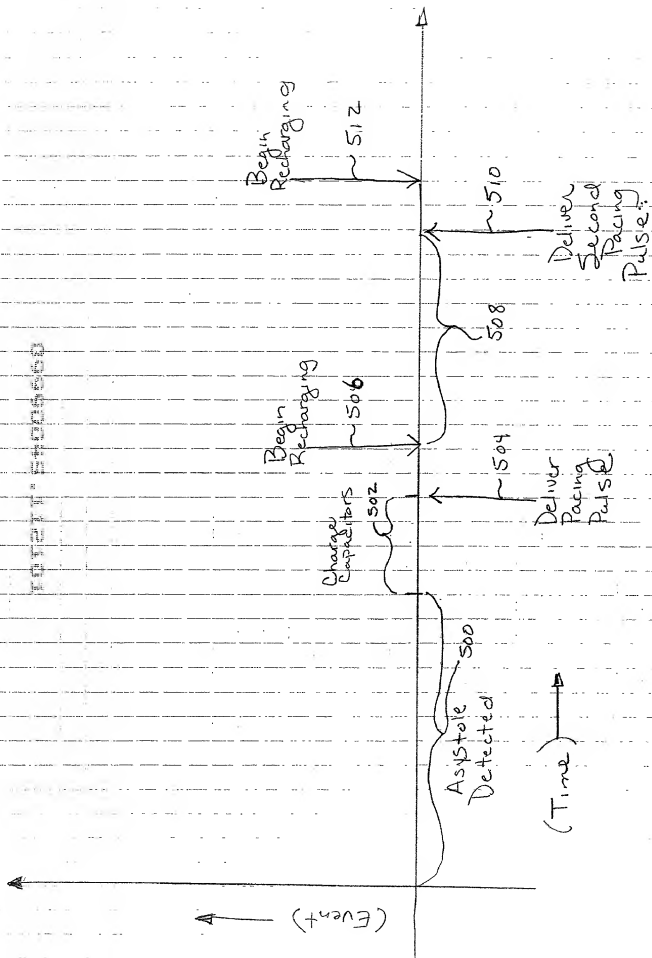 Begin
Recharging
512
Begin
Recharging
506
Charge
Capacitors
502
500
Asystole
Detected
504
Deliver
Pacing
Pulse
508
510
Deliver
Second
Pacing
Pulse
(Event)
(Time)